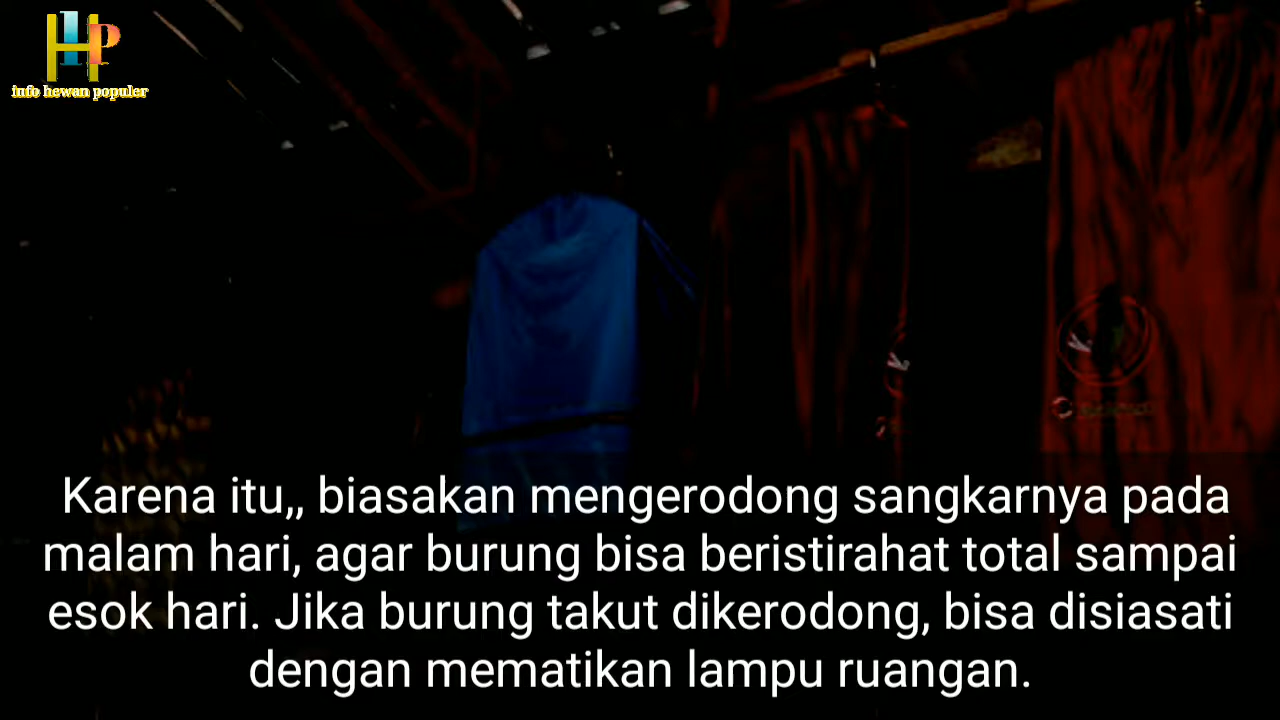 HP
Info hewan populer
Karena itu,, biasakan mengerodong sangkarnya pada
malam hari, agar burung bisa beristirahat total sampai
esok hari. Jika burung takut dikerodong, bisa disiasati
dengan mematikan lampu ruangan.